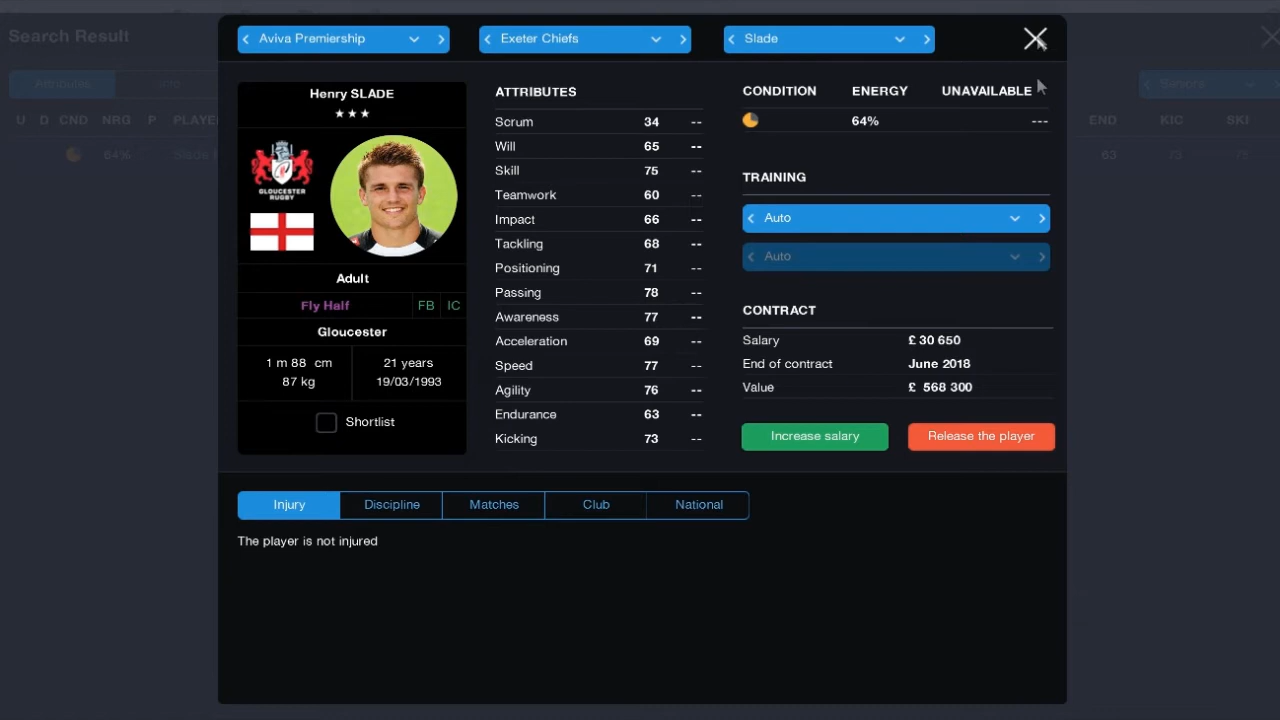 Search Result
Aviva Premiership
Exeter Chiefs
Slade
Attributes
Info
Seniors
U D CND NRG P PLAYE
END KIC SKI
64% Slade
63 73 75
Henry SLADE
GLOUCESTER
RUGBY
Adult
Fly Half FB IC
Gloucester
1 m 88 cm
87 kg
21 years
19/03/1993
Shortlist
ATTRIBUTES
Scrum 34 --
Will 65 --
Skill 75 --
Teamwork 60 --
Impact 66 --
Tackling 68 --
Positioning 71 --
Passing 78 --
Awareness 77 --
Acceleration 69 --
Speed 77 --
Agility 76 --
Endurance 63 --
Kicking 73 --
CONDITION ENERGY UNAVAILABLE
64% ---
TRAINING
Auto
Auto
CONTRACT
Salary £ 30 650
End of contract June 2018
Value £ 568 300
Increase salary
Release the player
Injury Discipline Matches Club National
The player is not injured